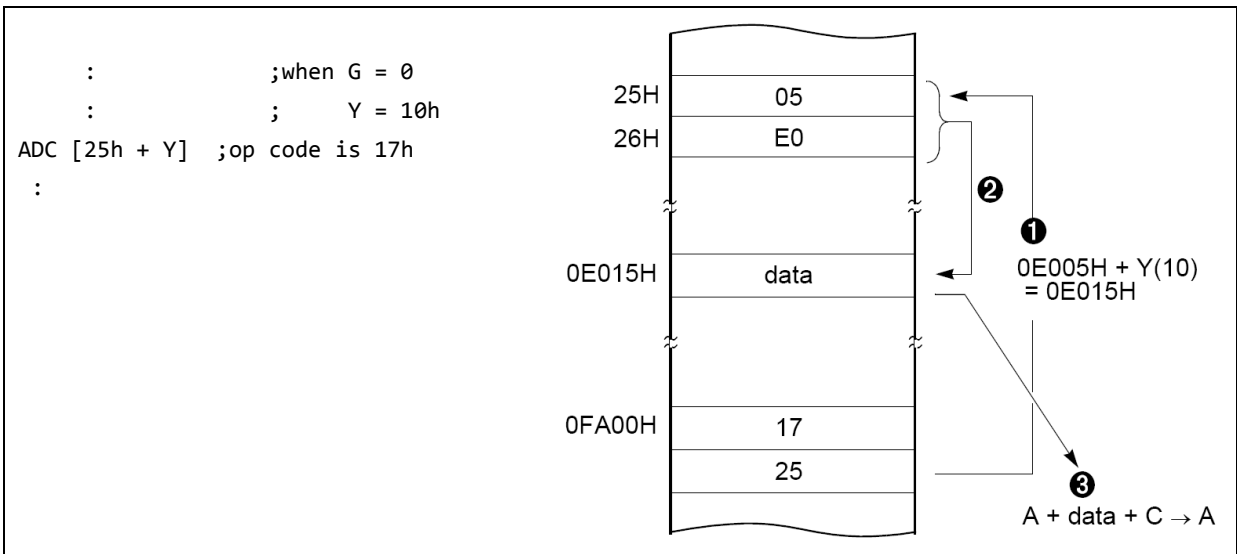 : ;when G = 0
: ; Y = 10h
ADC [25h + Y] ;op code is 17h
:
25H 05
26H E0
❷
❶
0E005H + Y(10)
= 0E015H
0E015H data
0FA00H 17
25
❸
A + data + C → A